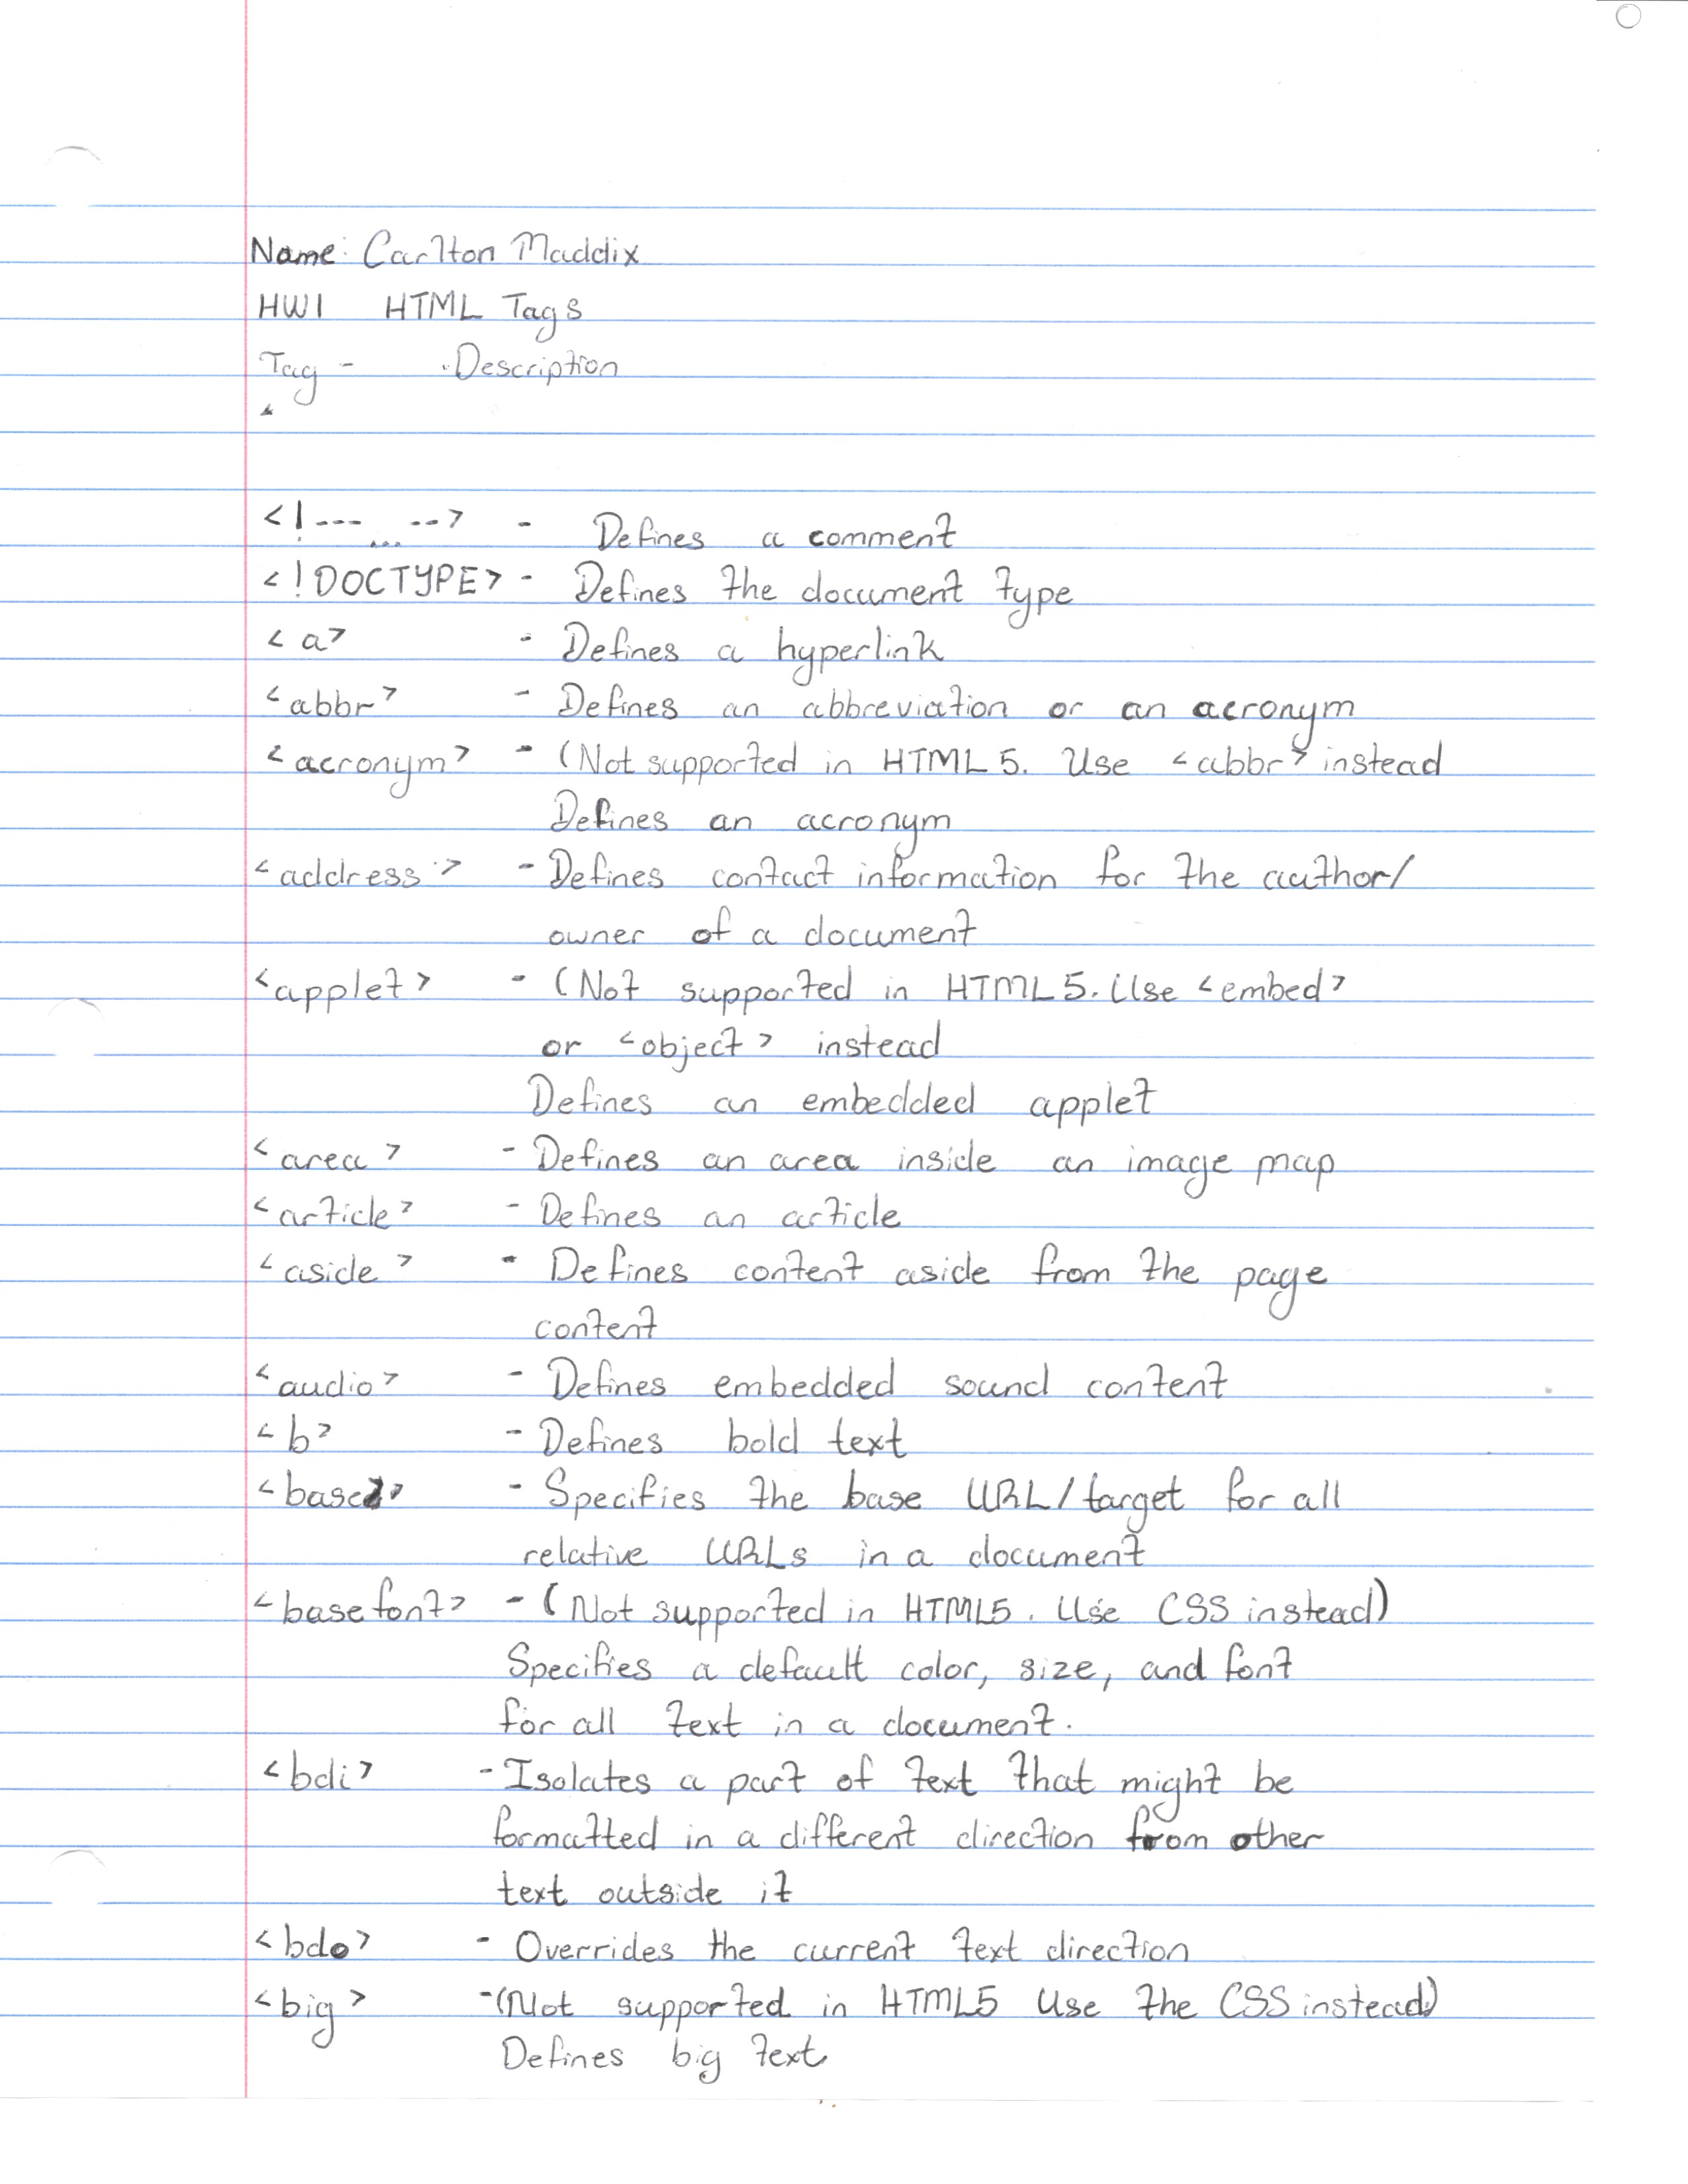 Name: Carlton Maddix
HW1 HTML Tags
Tag - Description
<!--- ... --> - Defines a comment
<!DOCTYPE> - Defines the document type
<a> - Defines a hyperlink
<abbr> - Defines an abbreviation or an acronym
<acronym> - (Not supported in HTML 5. Use <abbr> instead
Defines an acronym
<address> - Defines contact information for the author/
owner of a document
<applet> - (Not supported in HTML 5. Use <embed>
or <object> instead
Defines an embedded applet
<area> - Defines an area inside an image map
<article> - Defines an article
<aside> - Defines content aside from the page
content
<audio> - Defines embedded sound content
<b> - Defines bold text
<base> - Specifies the base URL/target for all
relative URLs in a document
<basefont> - (Not supported in HTML5. Use CSS instead)
Specifies a default color, size, and font
for all text in a document.
<bdi> - Isolates a part of text that might be
formatted in a different direction from other
text outside it
<bdo> - Overrides the current text direction
<big> - (Not supported in HTML5 Use the CSS instead)
Defines big text